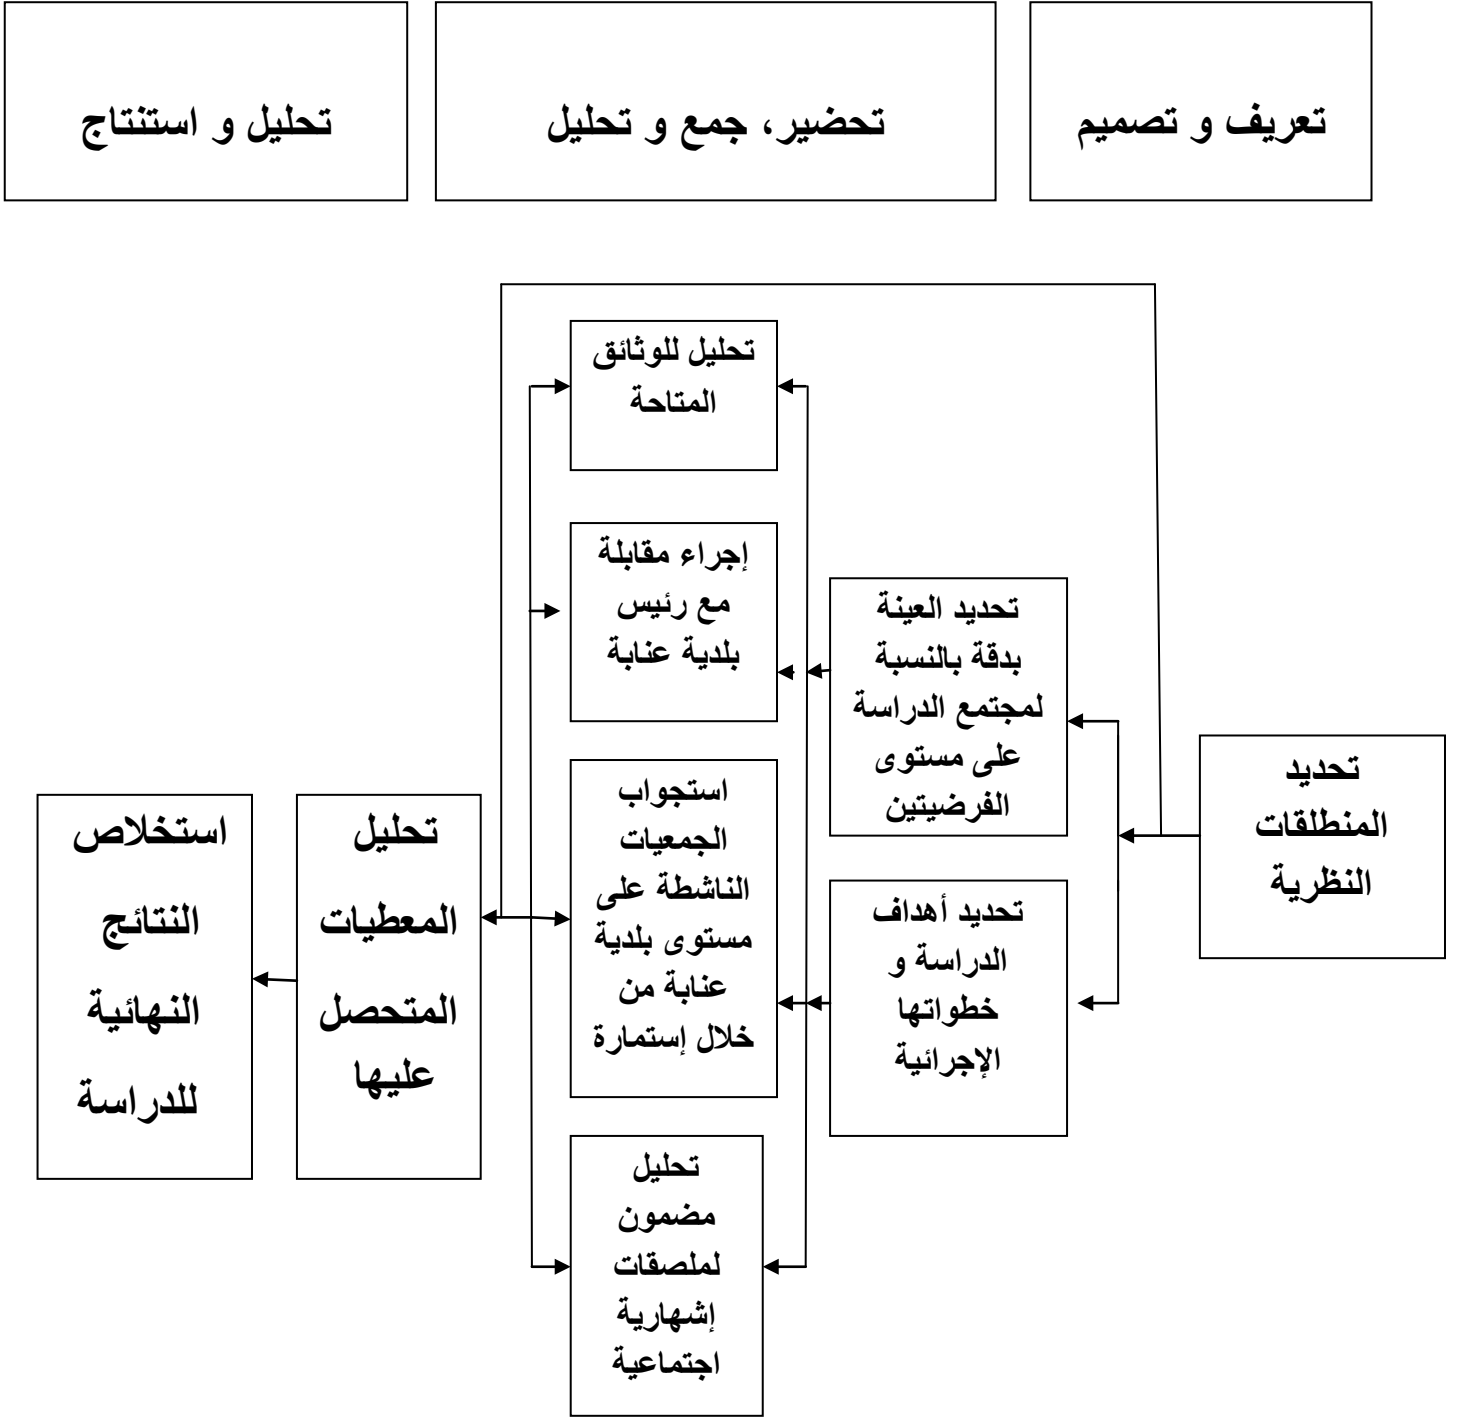 تعريف و تصميم
تحضير، جمع و تحليل
تحليل و استنتاج
تحديد
المنطلقات
النظرية
تحديد العينة
بدقة بالنسبة
لمجتمع الدراسة
على مستوى
الفرضيتين
تحديد أهداف
الدراسة و
خطواتها
الإجرائية
تحليل للوثائق
المتاحة
إجراء مقابلة
مع رئيس
بلدية عنابة
استجواب
الجمعيات
الناشطة على
مستوى بلدية
عنابة من
خلال إستمارة
تحليل
مضمون
لملصقات
إشهارية
اجتماعية
تحليل
المعطيات
المتحصل
عليها
استخلاص
النتائج
النهائية
للدراسة